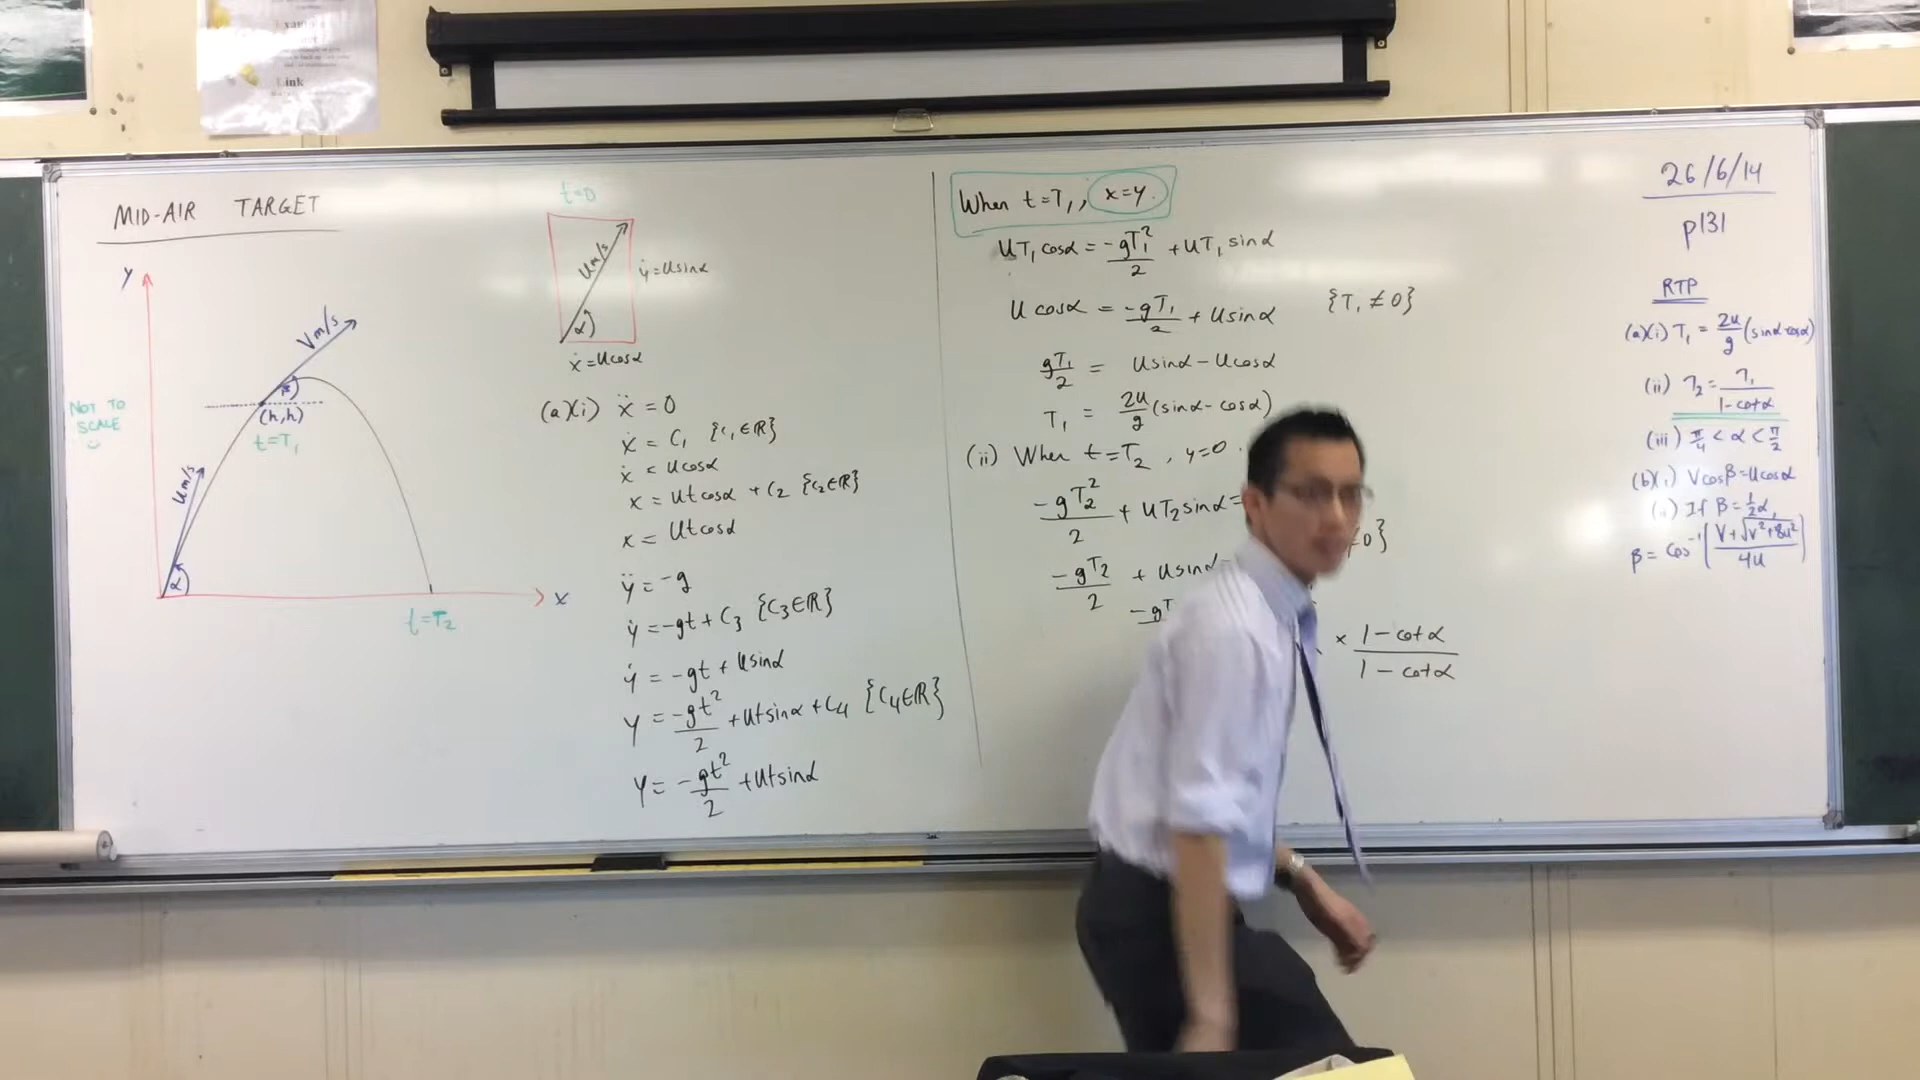 Link
MID-AIR TARGET
Y
V m/s
NOT TO
SCALE
(h,h)
t=T₁
U m/s
α
x
t=T₂
t=0
U m/s
ẏ=Usinα
α
ẋ=Ucosα
(a)(i) ẍ = 0
ẋ = C₁ {C₁∈ℝ}
ẋ = Ucosα
x = Utcosα + C₂ {C₂∈ℝ}
x = Utcosα
ÿ = -g
ẏ = -gt + C₃ {C₃∈ℝ}
ẏ = -gt + Usinα
y = -gt²/2 + Utsinα + C₄ {C₄∈ℝ}
y = -gt²/2 + Utsinα
When t=T₁, x=y.
UT₁cosα = -gT₁²/2 + UT₁sinα
Ucosα = -gT₁/2 + Usinα {T₁≠0}
gT₁/2 = Usinα - Ucosα
T₁ = 2u/g (sinα - cosα)
(ii) When t=T₂, y=0
-gT₂²/2 + UT₂sinα =
-gT₂/2 + Usinα ≠0}
-gT
× 1-cotα / 1-cotα
26/6/14
p131
RTP
(a)(i) T₁ = 2u/g (sinα-cosα)
(ii) T₂ = T₁/1-cotα
(iii) π/4 < α < π/2
(b)(i) Vcosβ = Ucosα
(ii) If β = ½α,
β = cos⁻¹(V+√V²+8u²/4u)